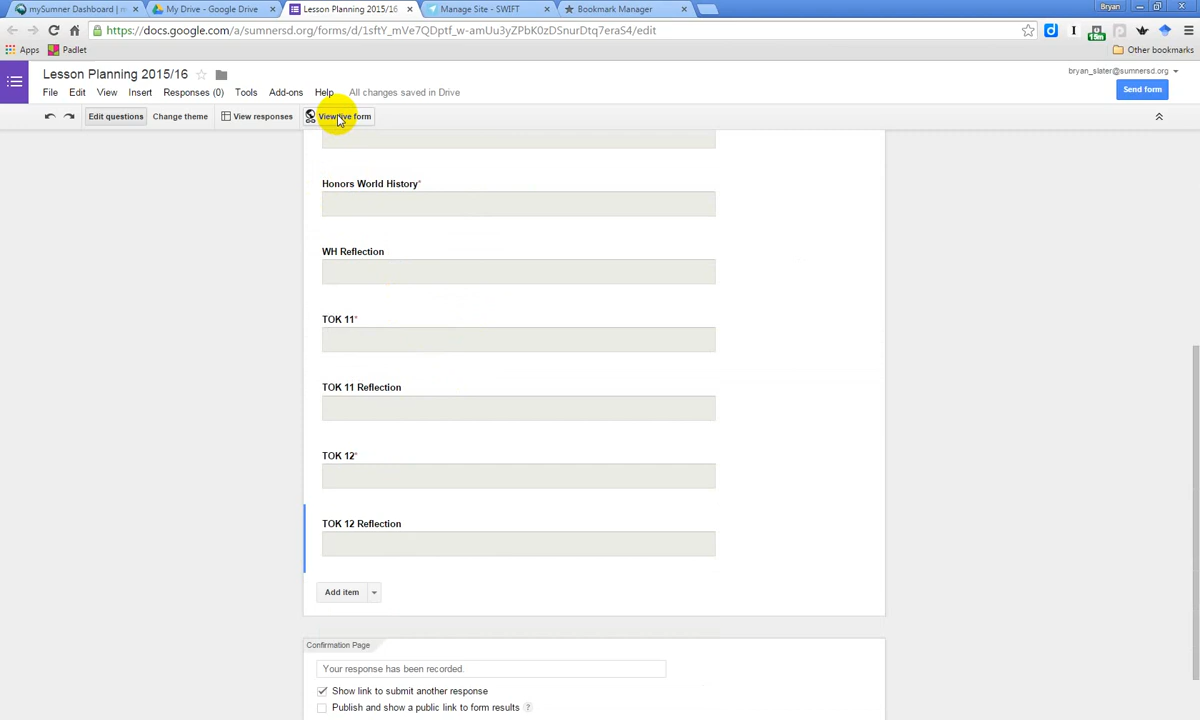 mySumner Dashboard | m
My Drive - Google Drive
Lesson Planning 2015/16
Manage Site - SWIFT
Bookmark Manager
Bryan
https://docs.google.com/a/sumnersd.org/forms/d/1sftY_mVe7QDptf_w-amUu3yZPbK0zDSnurDtq7eraS4/edit
15m
Apps
Padlet
Other bookmarks
Lesson Planning 2015/16
bryan_slater@sumnersd.org
File Edit View Insert Responses (0) Tools Add-ons Help All changes saved in Drive
Send form
Edit questions Change theme View responses View live form
Honors World History*
WH Reflection
TOK 11*
TOK 11 Reflection
TOK 12*
TOK 12 Reflection
Add item
Confirmation Page
Your response has been recorded.
Show link to submit another response
Publish and show a public link to form results ?